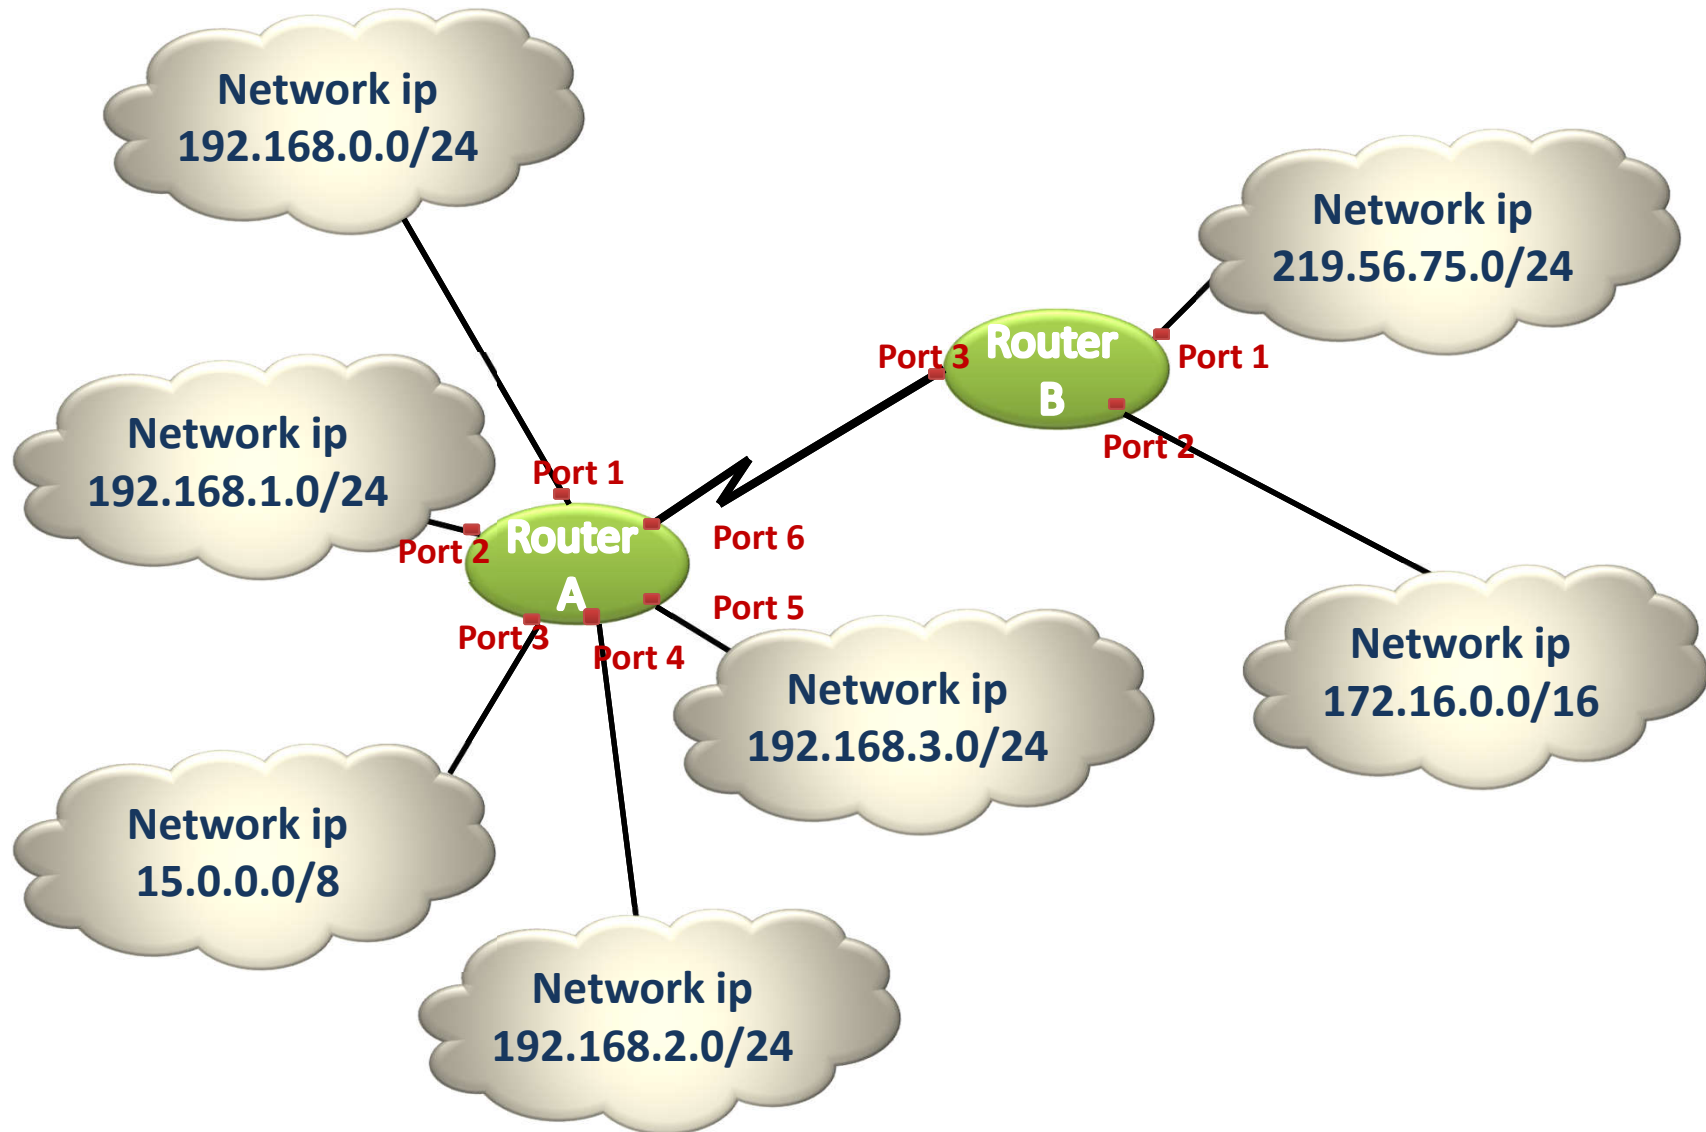 Network ip
192.168.0.0/24
Network ip
219.56.75.0/24
Router
B
Port 3
Port 1
Port 2
Network ip
192.168.1.0/24
Port 1
Port 2
Router
A
Port 6
Port 5
Port 3
Port 4
Network ip
192.168.3.0/24
Network ip
172.16.0.0/16
Network ip
15.0.0.0/8
Network ip
192.168.2.0/24